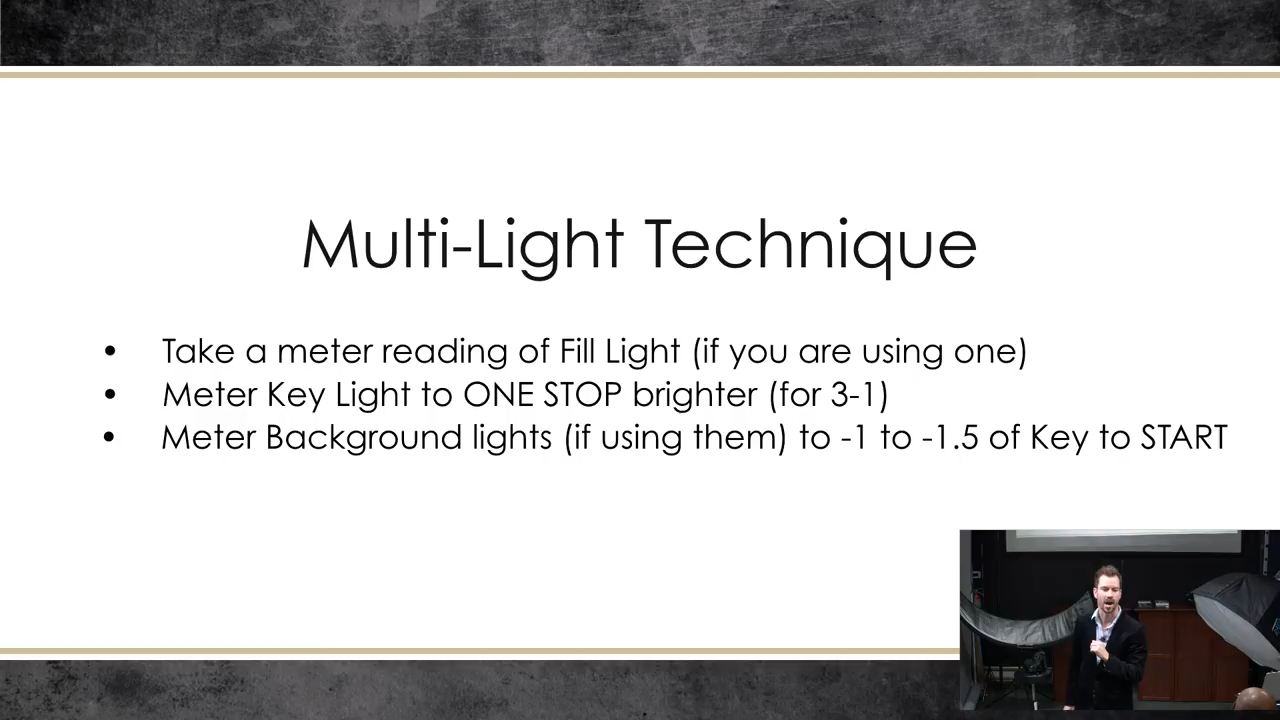 Multi-Light Technique
• Take a meter reading of Fill Light (if you are using one)
• Meter Key Light to ONE STOP brighter (for 3-1)
• Meter Background lights (if using them) to -1 to -1.5 of Key to START